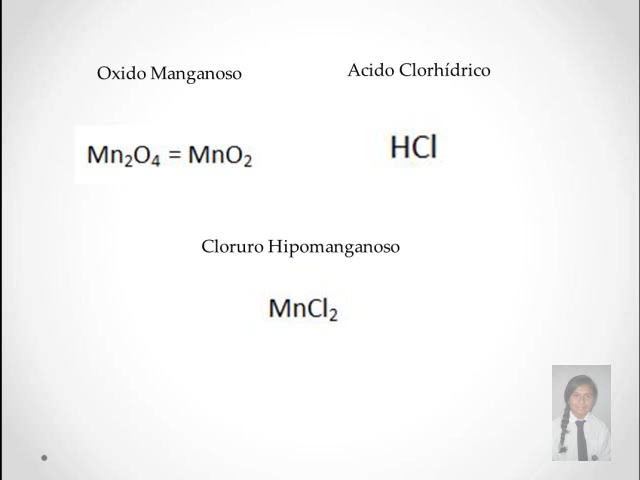 Oxido Manganoso
Acido Clorhídrico
Mn₂O₄ = MnO₂
HCl
Cloruro Hipomanganoso
MnCl₂